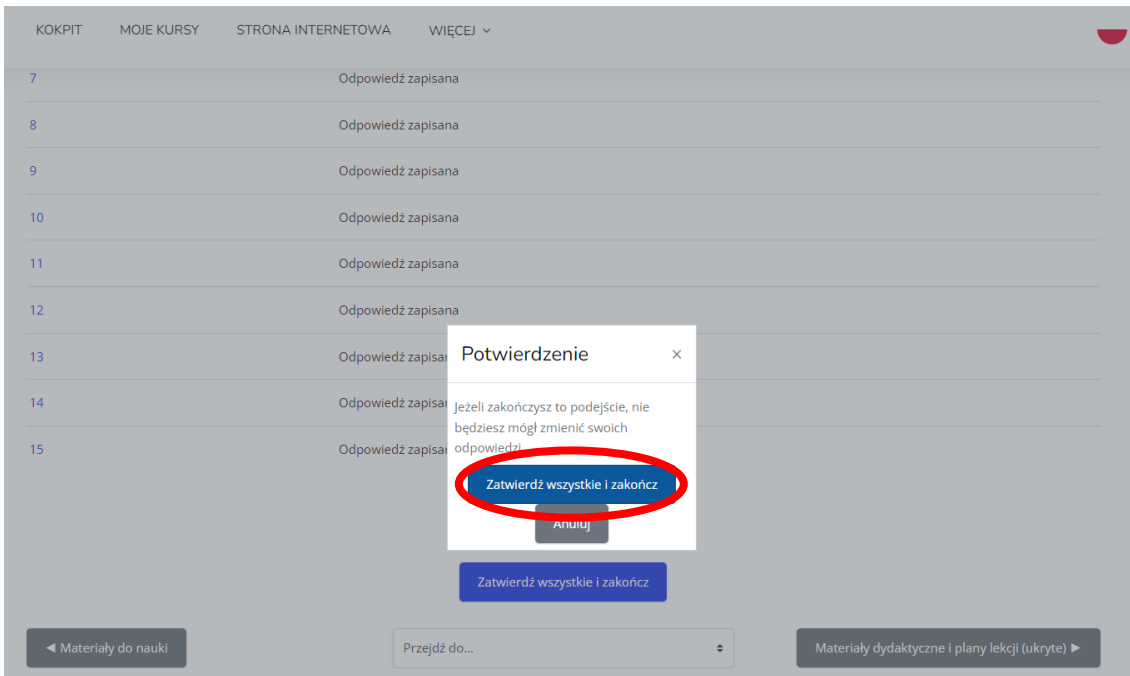 KOKPIT MOJE KURSY STRONA INTERNETOWA WIĘCEJ
7 Odpowiedź zapisana
8 Odpowiedź zapisana
9 Odpowiedź zapisana
10 Odpowiedź zapisana
11 Odpowiedź zapisana
12 Odpowiedź zapisana
13 Odpowiedź zapisa
14 Odpowiedź zapisa
15 Odpowiedź zapisa
Potwierdzenie ×
Jeżeli zakończysz to podejście, nie
będziesz mógł zmienić swoich
odpowiedzi
Zatwierdź wszystkie i zakończ
Anuluj
Zatwierdź wszystkie i zakończ
◄ Materiały do nauki Przejdź do... Materiały dydaktyczne i plany lekcji (ukryte) ►